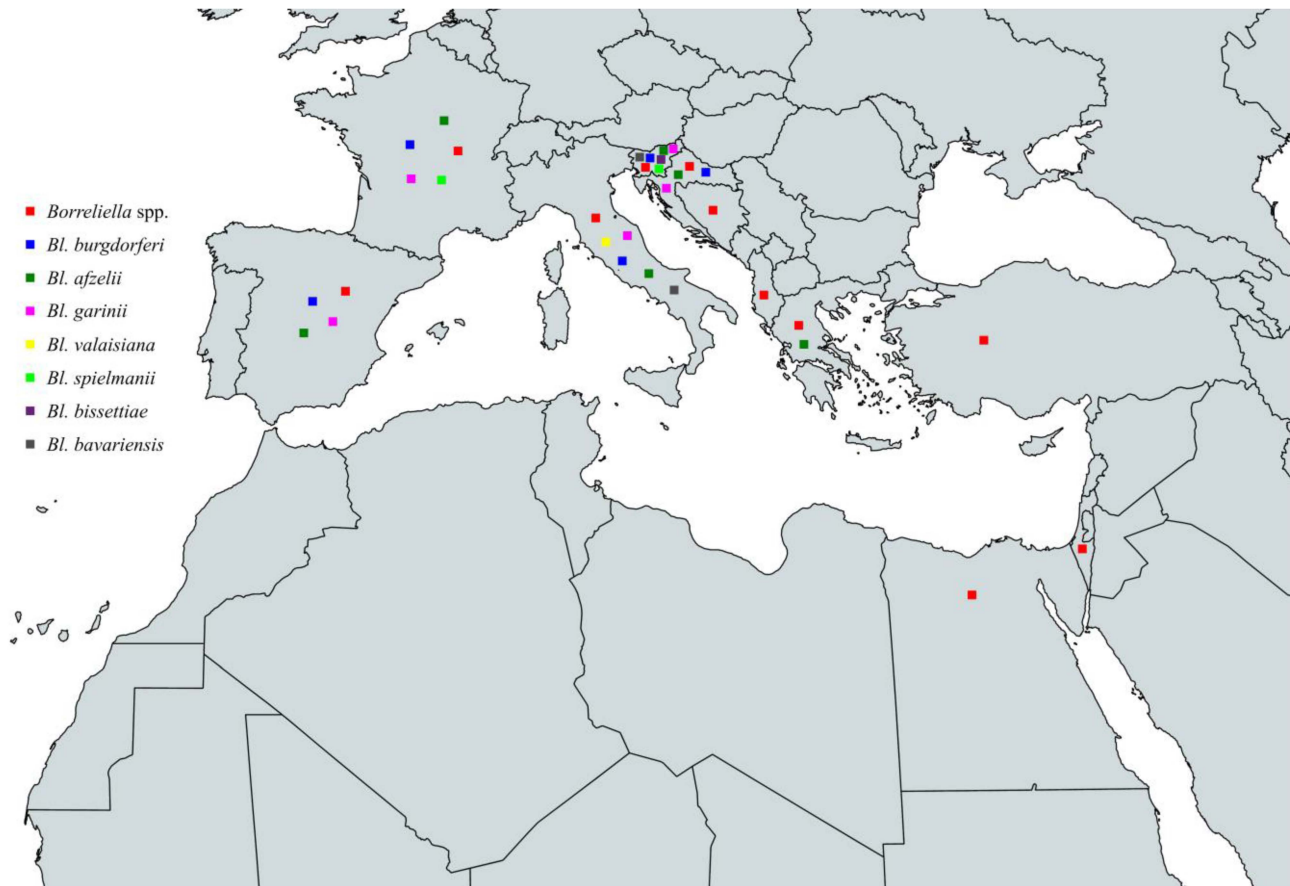 Borreliella spp.
Bl. burgdorferi
Bl. afzelii
Bl. garinii
Bl. valaisiana
Bl. spielmanii
Bl. bissettiae
Bl. bavariensis